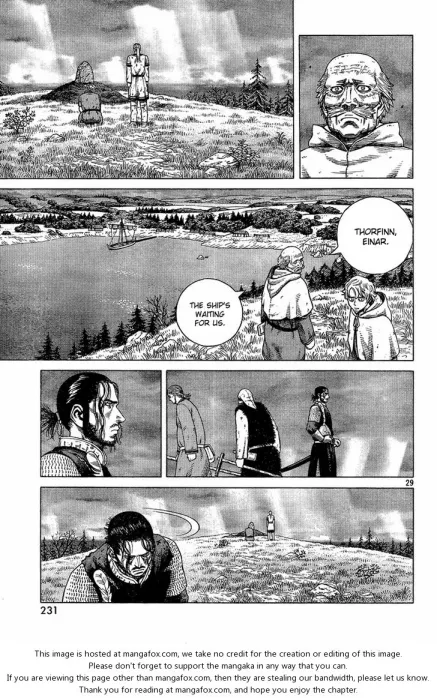 THORFINN,
EINAR.
THE SHIP'S
WAITING
FOR US.
29
231
This image is hosted at mangafox.com, we take no credit for the creation or editing of this image.
Please don't forget to support the mangaka in any way that you can.
If you are viewing this page other than mangafox.com, then they are stealing our bandwidth, please let us know.
Thank you for reading at mangafox.com, and hope you enjoy the chapter.